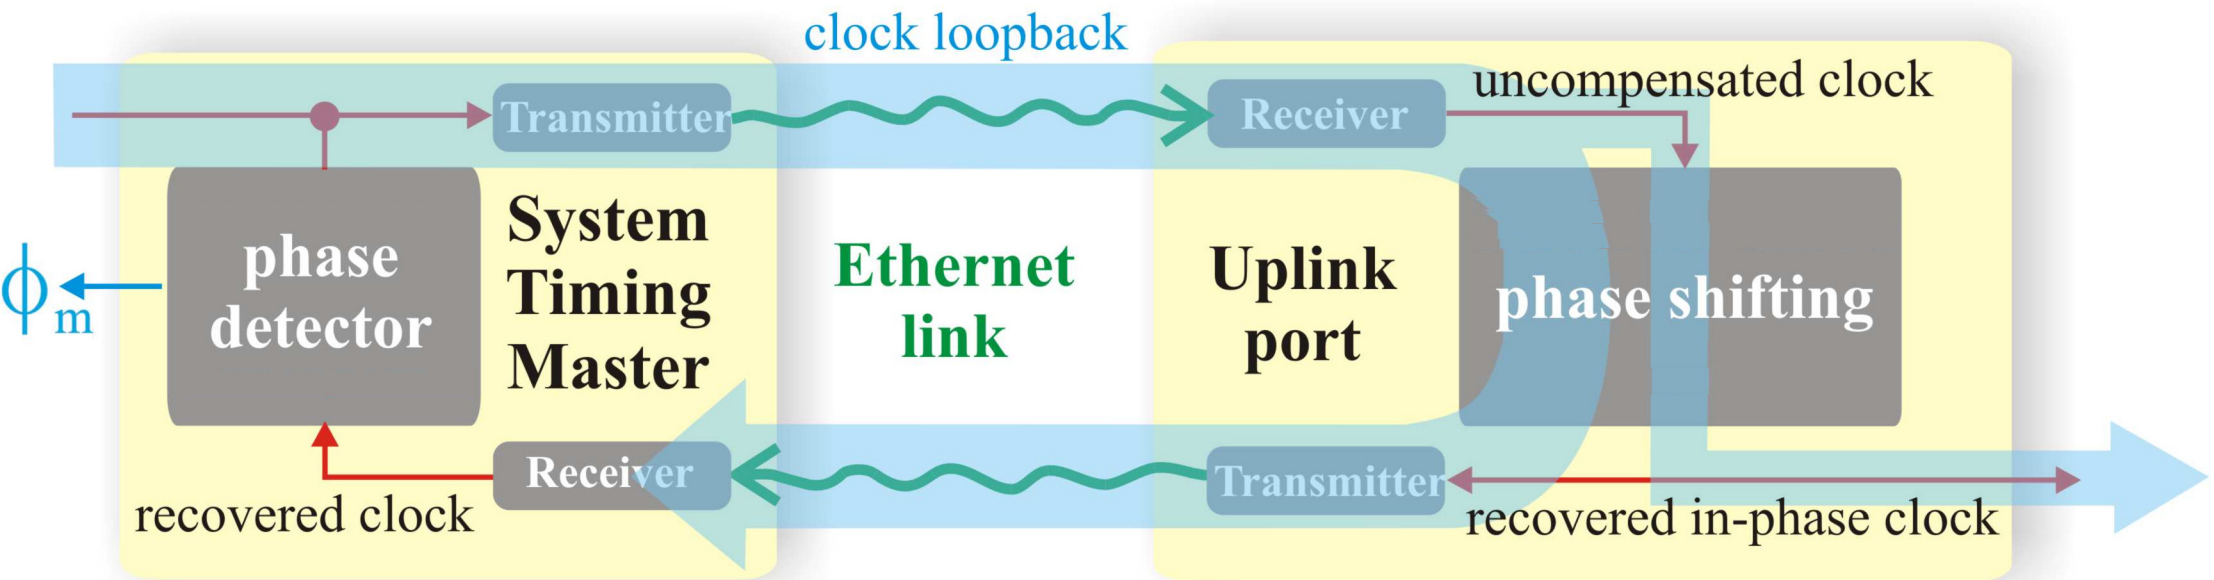 clock loopback
uncompensated clock
Transmitter
Receiver
phase
detector
System
Timing
Master
Ethernet
link
Uplink
port
phase shifting
ϕm
Receiver
Transmitter
recovered clock
recovered in-phase clock